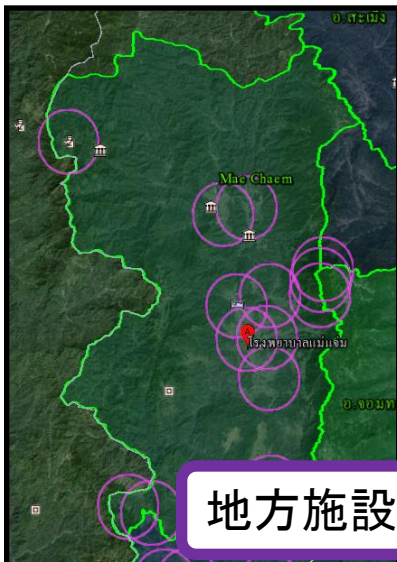 อ.สะเมิง
Mae Chaem
A
โรงพยาบาลแม่แจ่ม
อ.จอมท
地方施設